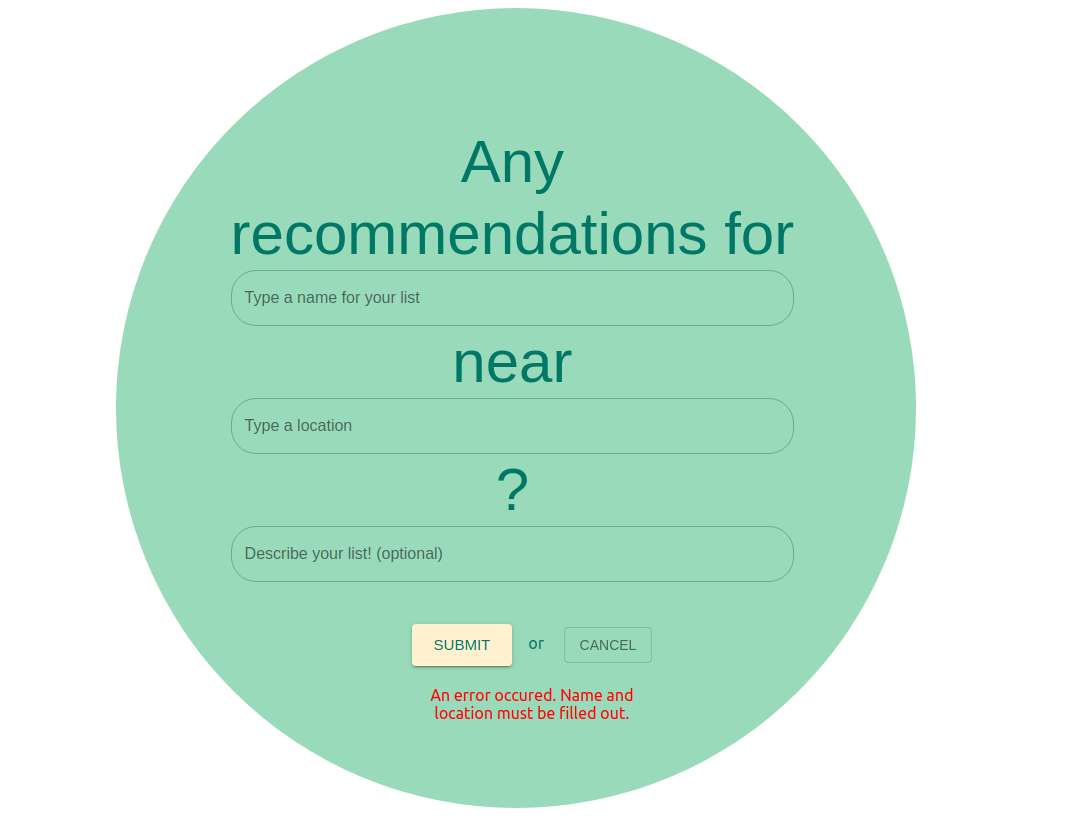 Any
recommendations for
Type a name for your list
near
Type a location
?
Describe your list! (optional)
SUBMIT or CANCEL
An error occured. Name and
location must be filled out.